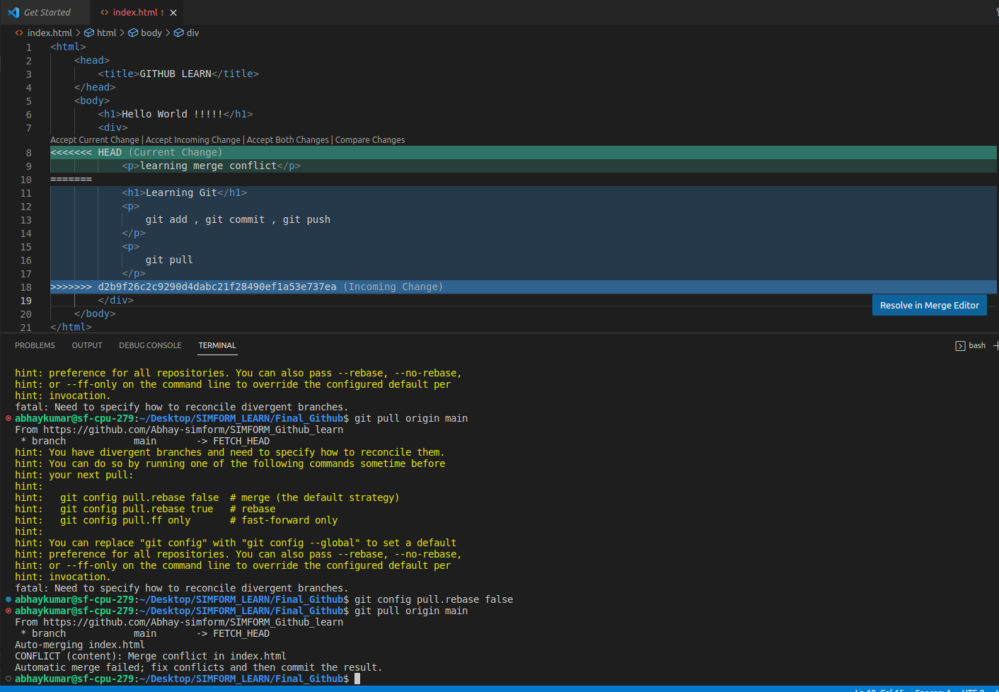 Get Started
index.html !
index.html > html > body > div
1 <html>
2 <head>
3 <title>GITHUB LEARN</title>
4 </head>
5 <body>
6 <h1>Hello World !!!!!</h1>
7 <div>
Accept Current Change | Accept Incoming Change | Accept Both Changes | Compare Changes
8 <<<<<<< HEAD (Current Change)
9 <p>learning merge conflict</p>
10 =======
11 <h1>Learning Git</h1>
12 <p>
13 git add , git commit , git push
14 </p>
15 <p>
16 git pull
17 </p>
18 >>>>>>> d2b9f26c2c9290d4dabc21f28490ef1a53e737ea (Incoming Change)
19 </div>
Resolve in Merge Editor
20 </body>
21 </html>
PROBLEMS OUTPUT DEBUG CONSOLE TERMINAL bash
hint: preference for all repositories. You can also pass --rebase, --no-rebase,
hint: or --ff-only on the command line to override the configured default per
hint: invocation.
fatal: Need to specify how to reconcile divergent branches.
abhaykumar@sf-cpu-279:~/Desktop/SIMFORM_LEARN/Final_Github$ git pull origin main
From https://github.com/Abhay-simform/SIMFORM_Github_learn
* branch main -> FETCH_HEAD
hint: You have divergent branches and need to specify how to reconcile them.
hint: You can do so by running one of the following commands sometime before
hint: your next pull:
hint:
hint: git config pull.rebase false # merge (the default strategy)
hint: git config pull.rebase true # rebase
hint: git config pull.ff only # fast-forward only
hint:
hint: You can replace "git config" with "git config --global" to set a default
hint: preference for all repositories. You can also pass --rebase, --no-rebase,
hint: or --ff-only on the command line to override the configured default per
hint: invocation.
fatal: Need to specify how to reconcile divergent branches.
abhaykumar@sf-cpu-279:~/Desktop/SIMFORM_LEARN/Final_Github$ git config pull.rebase false
abhaykumar@sf-cpu-279:~/Desktop/SIMFORM_LEARN/Final_Github$ git pull origin main
From https://github.com/Abhay-simform/SIMFORM_Github_learn
* branch main -> FETCH_HEAD
Auto-merging index.html
CONFLICT (content): Merge conflict in index.html
Automatic merge failed; fix conflicts and then commit the result.
abhaykumar@sf-cpu-279:~/Desktop/SIMFORM_LEARN/Final_Github$